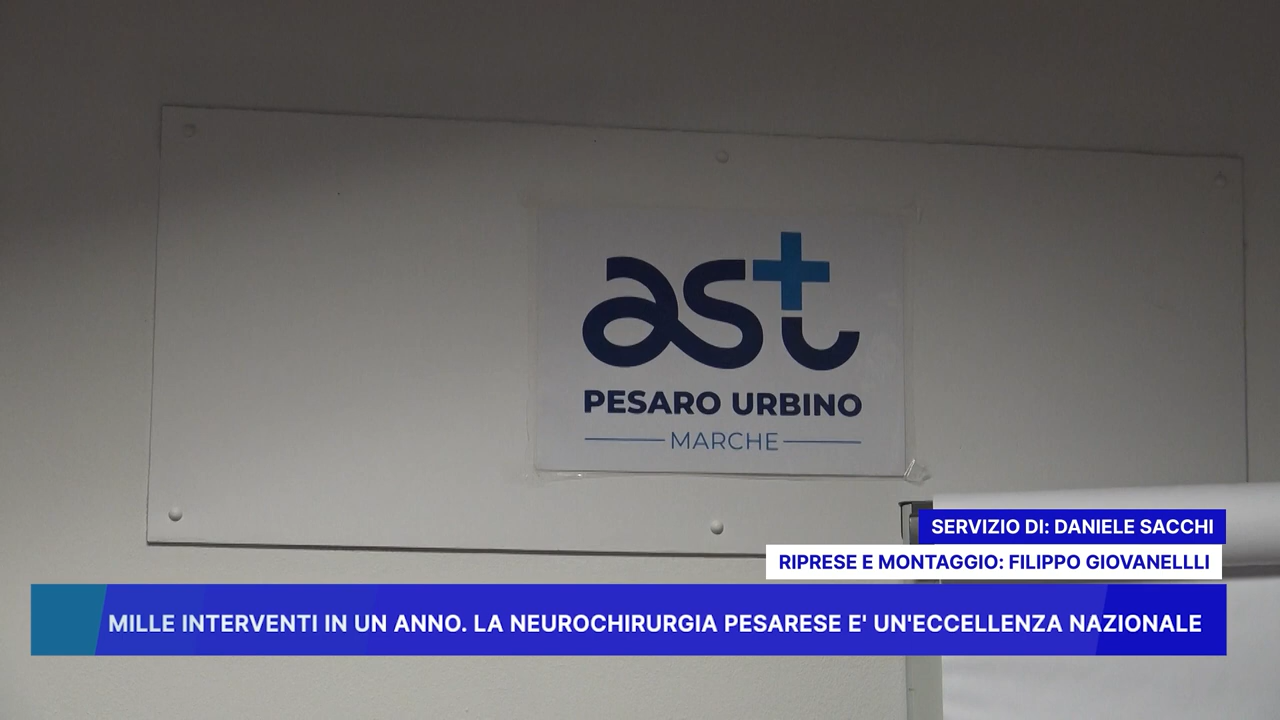 ast
PESARO URBINO
MARCHE
SERVIZIO DI: DANIELE SACCHI
RIPRESE E MONTAGGIO: FILIPPO GIOVANELLLI
MILLE INTERVENTI IN UN ANNO. LA NEUROCHIRURGIA PESARESE E' UN'ECCELLENZA NAZIONALE